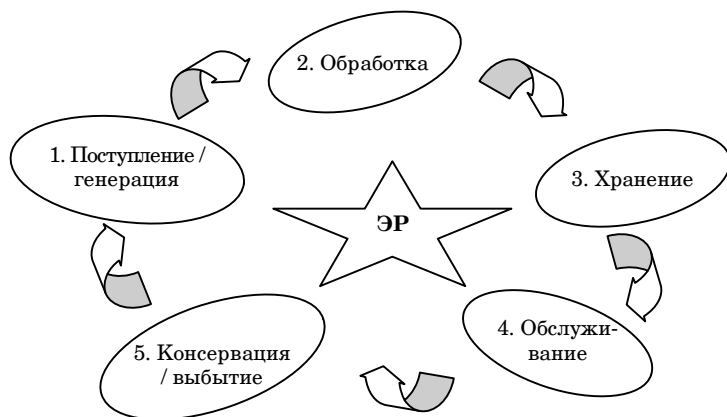 1. Поступление /
генерация
2. Обработка
3. Хранение
4. Обслужи-
вание
5. Консервация
/ выбытие
ЭР